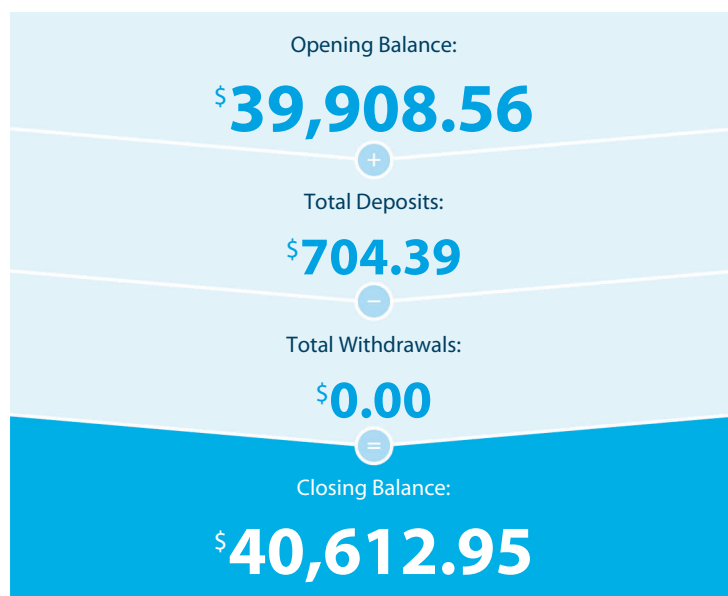 Opening Balance:
$39,908.56
+
Total Deposits:
$704.39
−
Total Withdrawals:
$0.00
=
Closing Balance:
$40,612.95